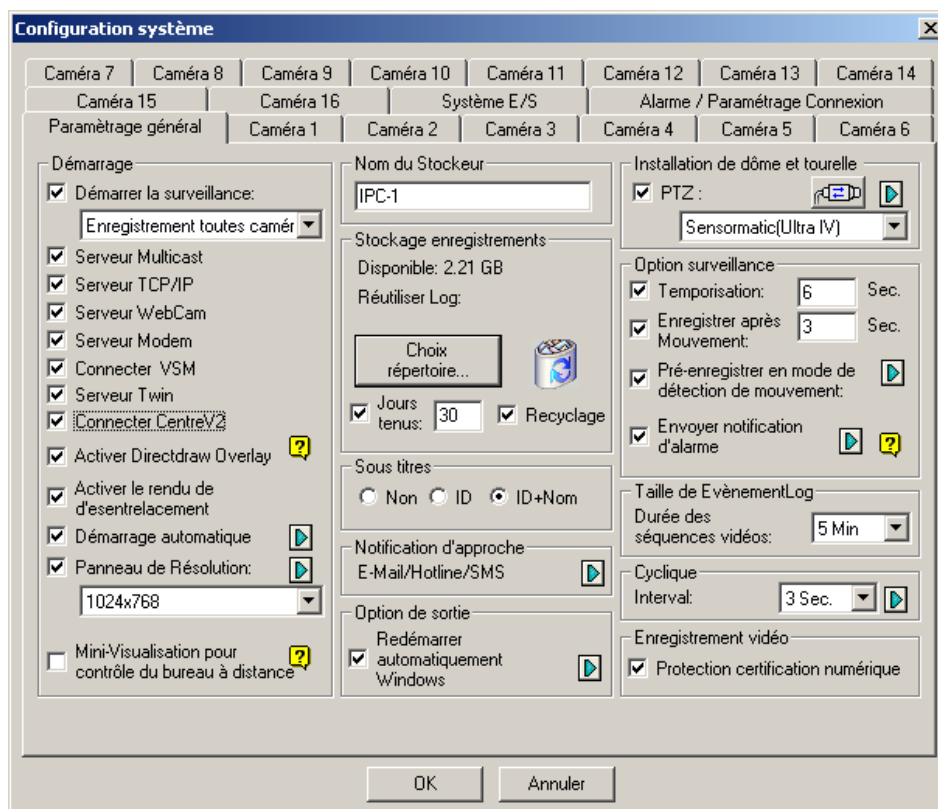 Configuration système
Caméra 7 Caméra 8 Caméra 9 Caméra 10 Caméra 11 Caméra 12 Caméra 13 Caméra 14
Caméra 15 Caméra 16 Système E/S Alarme / Paramétrage Connexion
Paramètrage général Caméra 1 Caméra 2 Caméra 3 Caméra 4 Caméra 5 Caméra 6
Démarrage
Démarrer la surveillance:
Enregistrement toutes camér
Serveur Multicast
Serveur TCP/IP
Serveur WebCam
Serveur Modem
Connecter VSM
Serveur Twin
Connecter CentreV2
Activer Directdraw Overlay
Activer le rendu de
d'esentrelacement
Démarrage automatique
Panneau de Résolution:
1024x768
Mini-Visualisation pour
contrôle du bureau à distance
Nom du Stockeur
IPC-1
Stockage enregistrements
Disponible: 2.21 GB
Réutiliser Log:
Choix
répertoire...
Jours
tenus: 30 Recyclage
Sous titres
Non ID ID+Nom
Notification d'approche
E-Mail/Hotline/SMS
Option de sortie
Redémarrer
automatiquement
Windows
Installation de dôme et tourelle
PTZ :
Sensormatic(Ultra IV)
Option surveillance
Temporisation: 6 Sec.
Enregistrer après
Mouvement: 3 Sec.
Pré-enregistrer en mode de
détection de mouvement:
Envoyer notification
d'alarme
Taille de EvènementLog
Durée des
séquences vidéos: 5 Min
Cyclique
Interval: 3 Sec.
Enregistrement vidéo
Protection certification numérique
OK Annuler